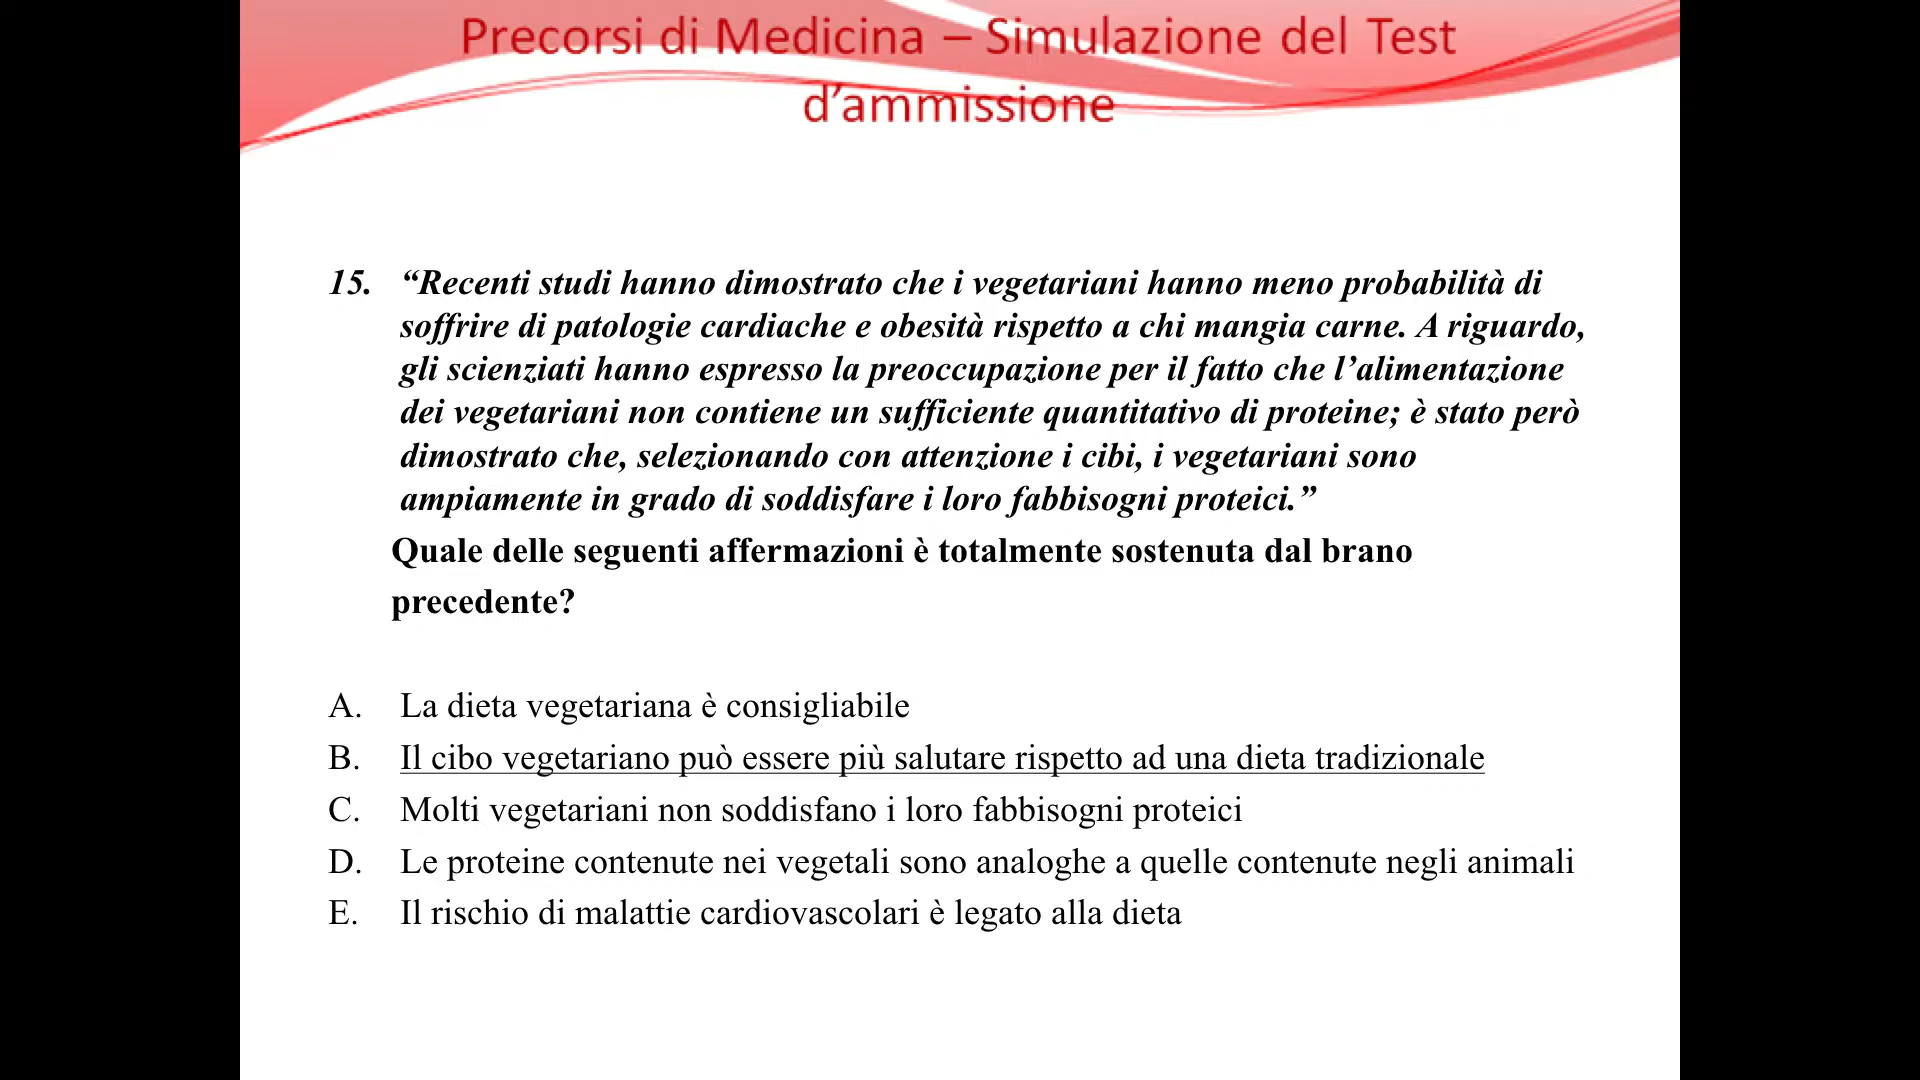 Precorsi di Medicina – Simulazione del Test
d’ammissione
15. “Recenti studi hanno dimostrato che i vegetariani hanno meno probabilità di
soffrire di patologie cardiache e obesità rispetto a chi mangia carne. A riguardo,
gli scienziati hanno espresso la preoccupazione per il fatto che l’alimentazione
dei vegetariani non contiene un sufficiente quantitativo di proteine; è stato però
dimostrato che, selezionando con attenzione i cibi, i vegetariani sono
ampiamente in grado di soddisfare i loro fabbisogni proteici.”
Quale delle seguenti affermazioni è totalmente sostenuta dal brano
precedente?
A. La dieta vegetariana è consigliabile
B. Il cibo vegetariano può essere più salutare rispetto ad una dieta tradizionale
C. Molti vegetariani non soddisfano i loro fabbisogni proteici
D. Le proteine contenute nei vegetali sono analoghe a quelle contenute negli animali
E. Il rischio di malattie cardiovascolari è legato alla dieta